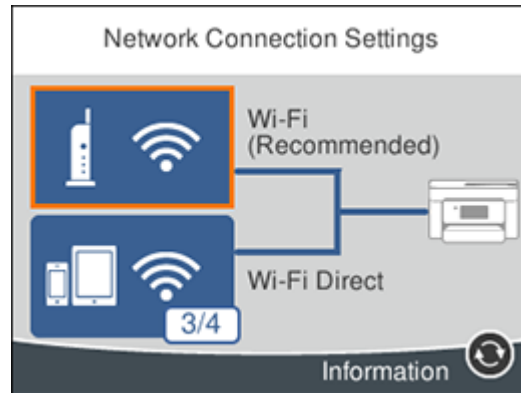 Network Connection Settings
Wi-Fi
(Recommended)
Wi-Fi Direct
3/4
Information